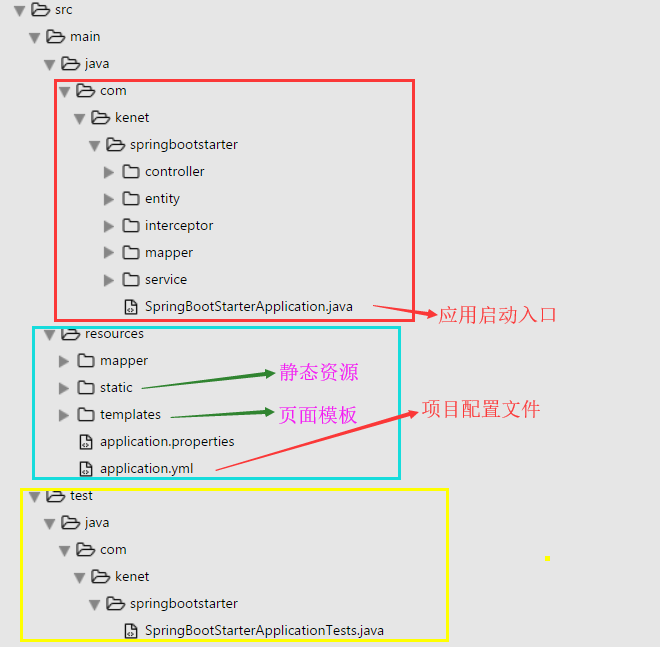 src
main
java
com
kenet
springbootstarter
controller
entity
interceptor
mapper
service
SpringBootStarterApplication.java 应用启动入口
resources
mapper
static 静态资源
templates 页面模板 项目配置文件
application.properties
application.yml
test
java
com
kenet
springbootstarter
SpringBootStarterApplicationTests.java